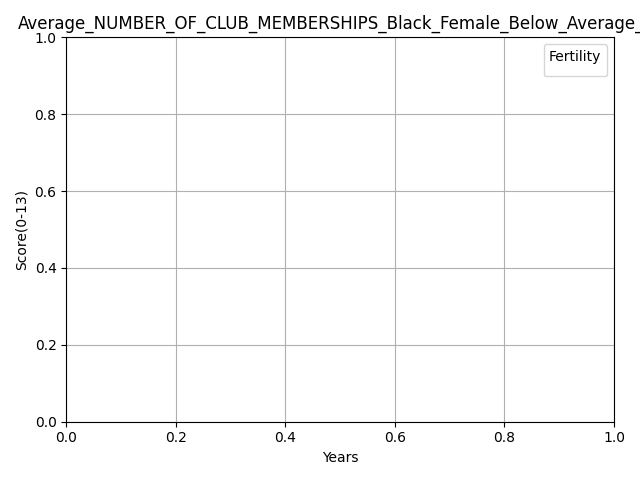 Average_NUMBER_OF_CLUB_MEMBERSHIPS_Black_Female_Below_Average_
Fertility
1.0
0.8
0.6
0.4
0.2
0.0
Score(0-13)
0.0 0.2 0.4 0.6 0.8 1.0
Years